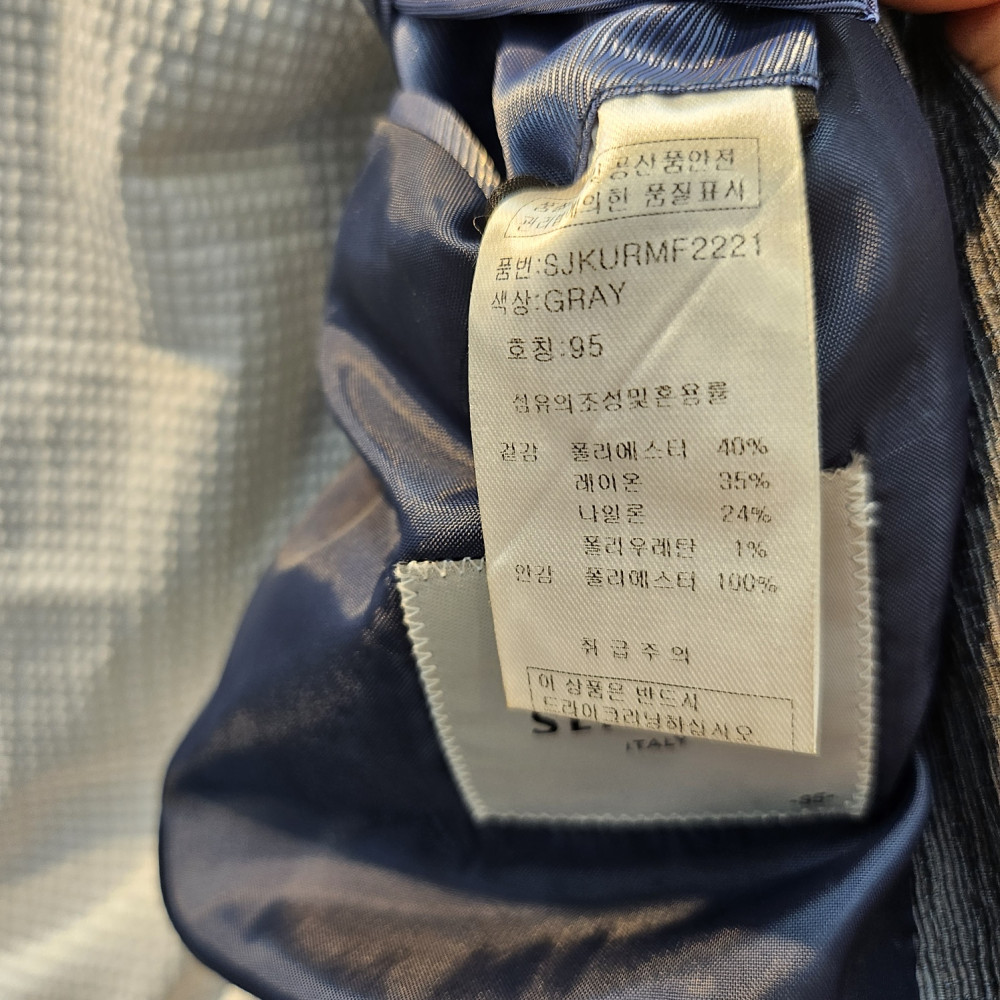 공산품안전
의한 품질표시
품번:SJKURMF2221
색상:GRAY
호칭:95
섬유의조성및혼용률
겉감 폴리에스터 40%
레이온 35%
나일론 24%
폴리우레탄 1%
안감 폴리에스터 100%
취급주의
이 상품은 반드시
드라이크리닝하십시오
ITALY
-95-